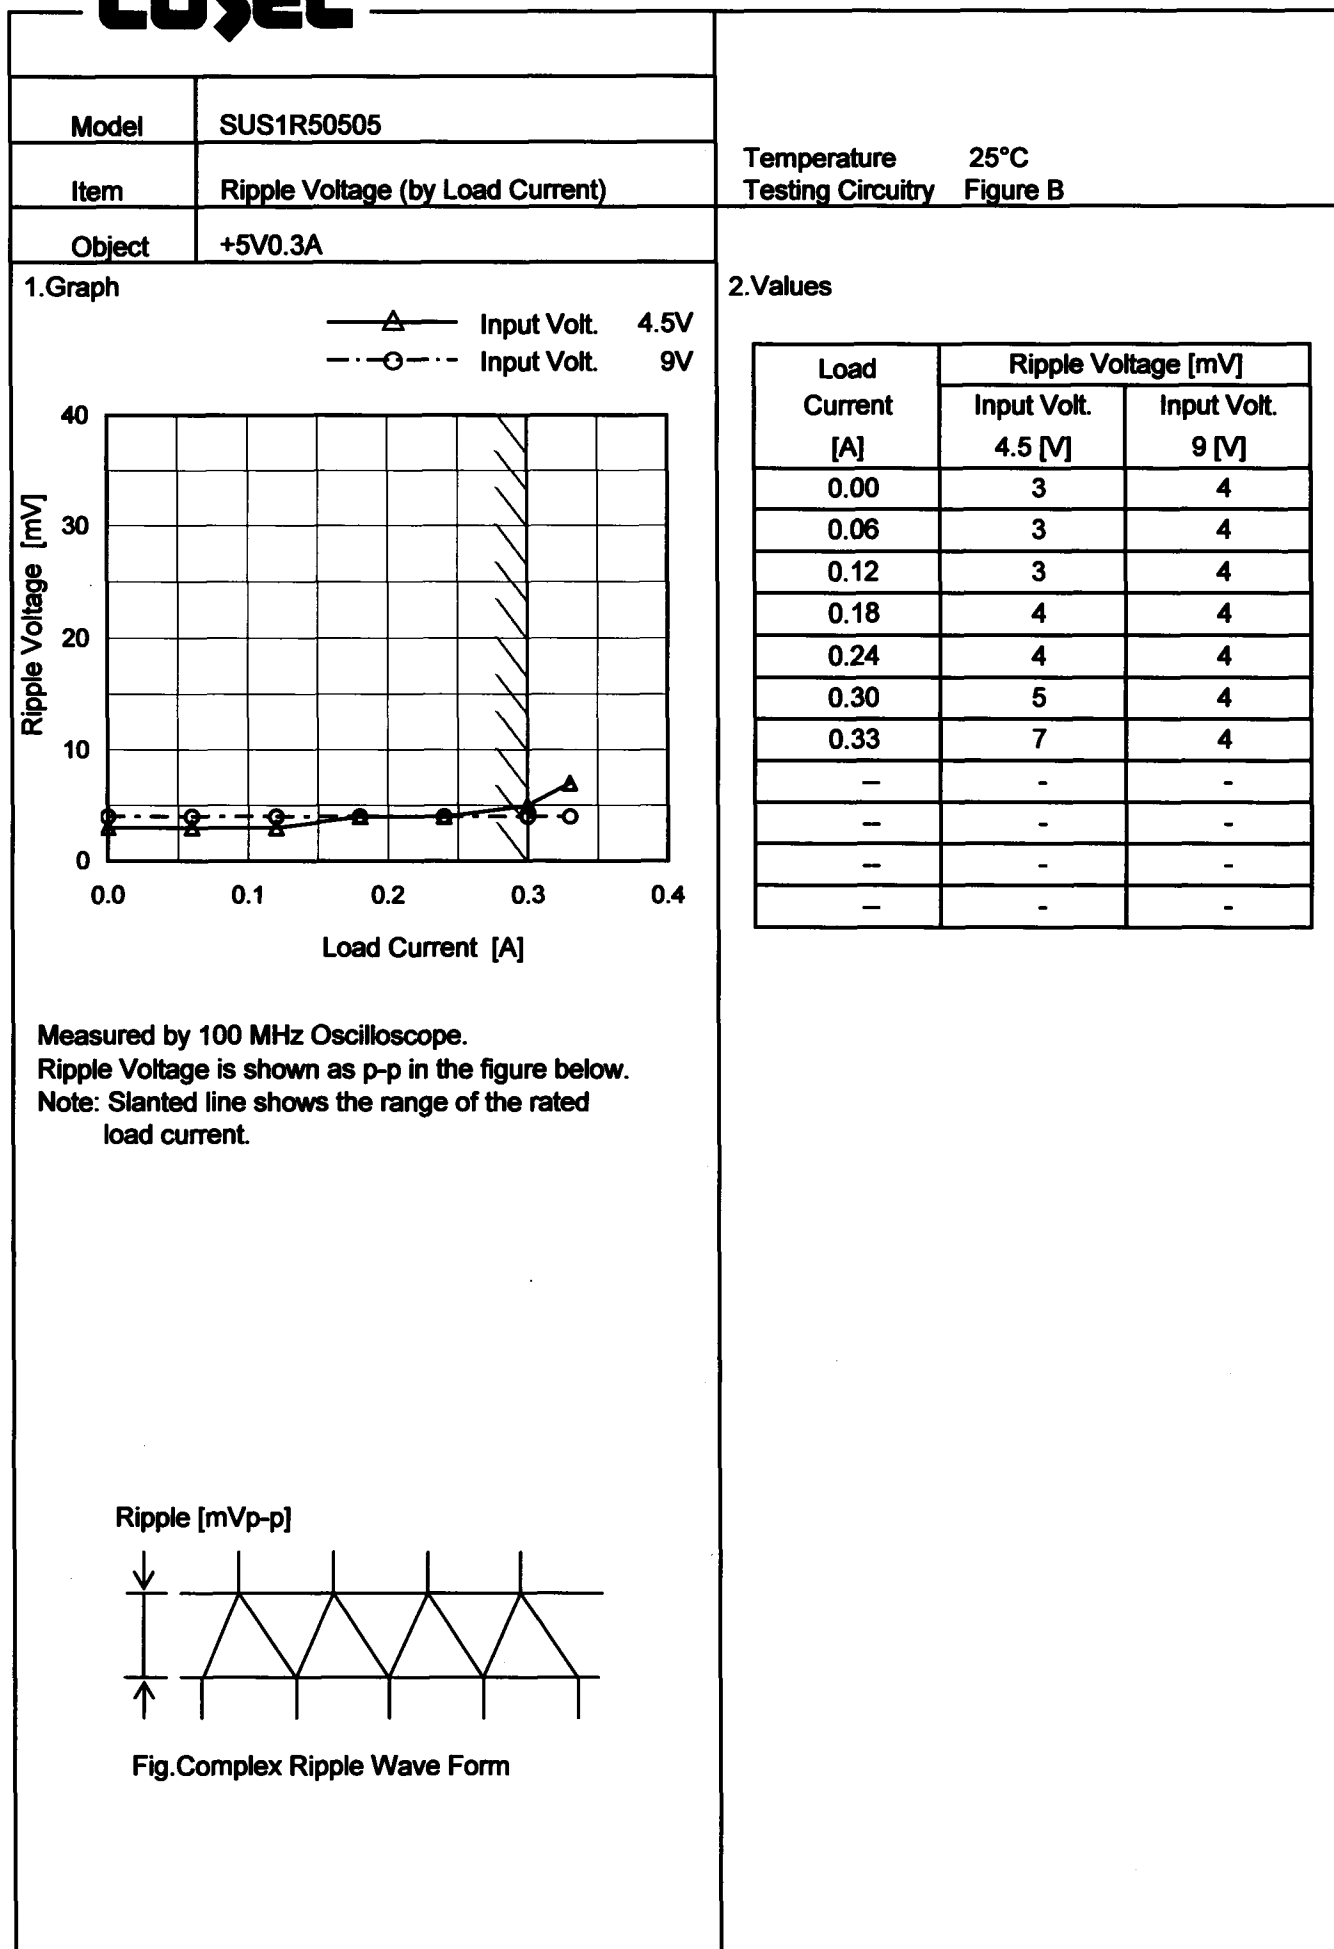 COSEL
Model SUS1R50505
Item Ripple Voltage (by Load Current)
Object +5V0.3A
Temperature 25°C
Testing Circuitry Figure B
1.Graph
Input Volt. 4.5V
Input Volt. 9V
40
30
20
10
0
Ripple Voltage [mV]
0.0 0.1 0.2 0.3 0.4
Load Current [A]
Measured by 100 MHz Oscilloscope.
Ripple Voltage is shown as p-p in the figure below.
Note: Slanted line shows the range of the rated
load current.
Ripple [mVp-p]
Fig.Complex Ripple Wave Form
2.Values
Load Ripple Voltage [mV]
Current Input Volt. Input Volt.
[A] 4.5 [V] 9 [V]
0.00 3 4
0.06 3 4
0.12 3 4
0.18 4 4
0.24 4 4
0.30 5 4
0.33 7 4
– - -
-- - -
-- - -
– - -